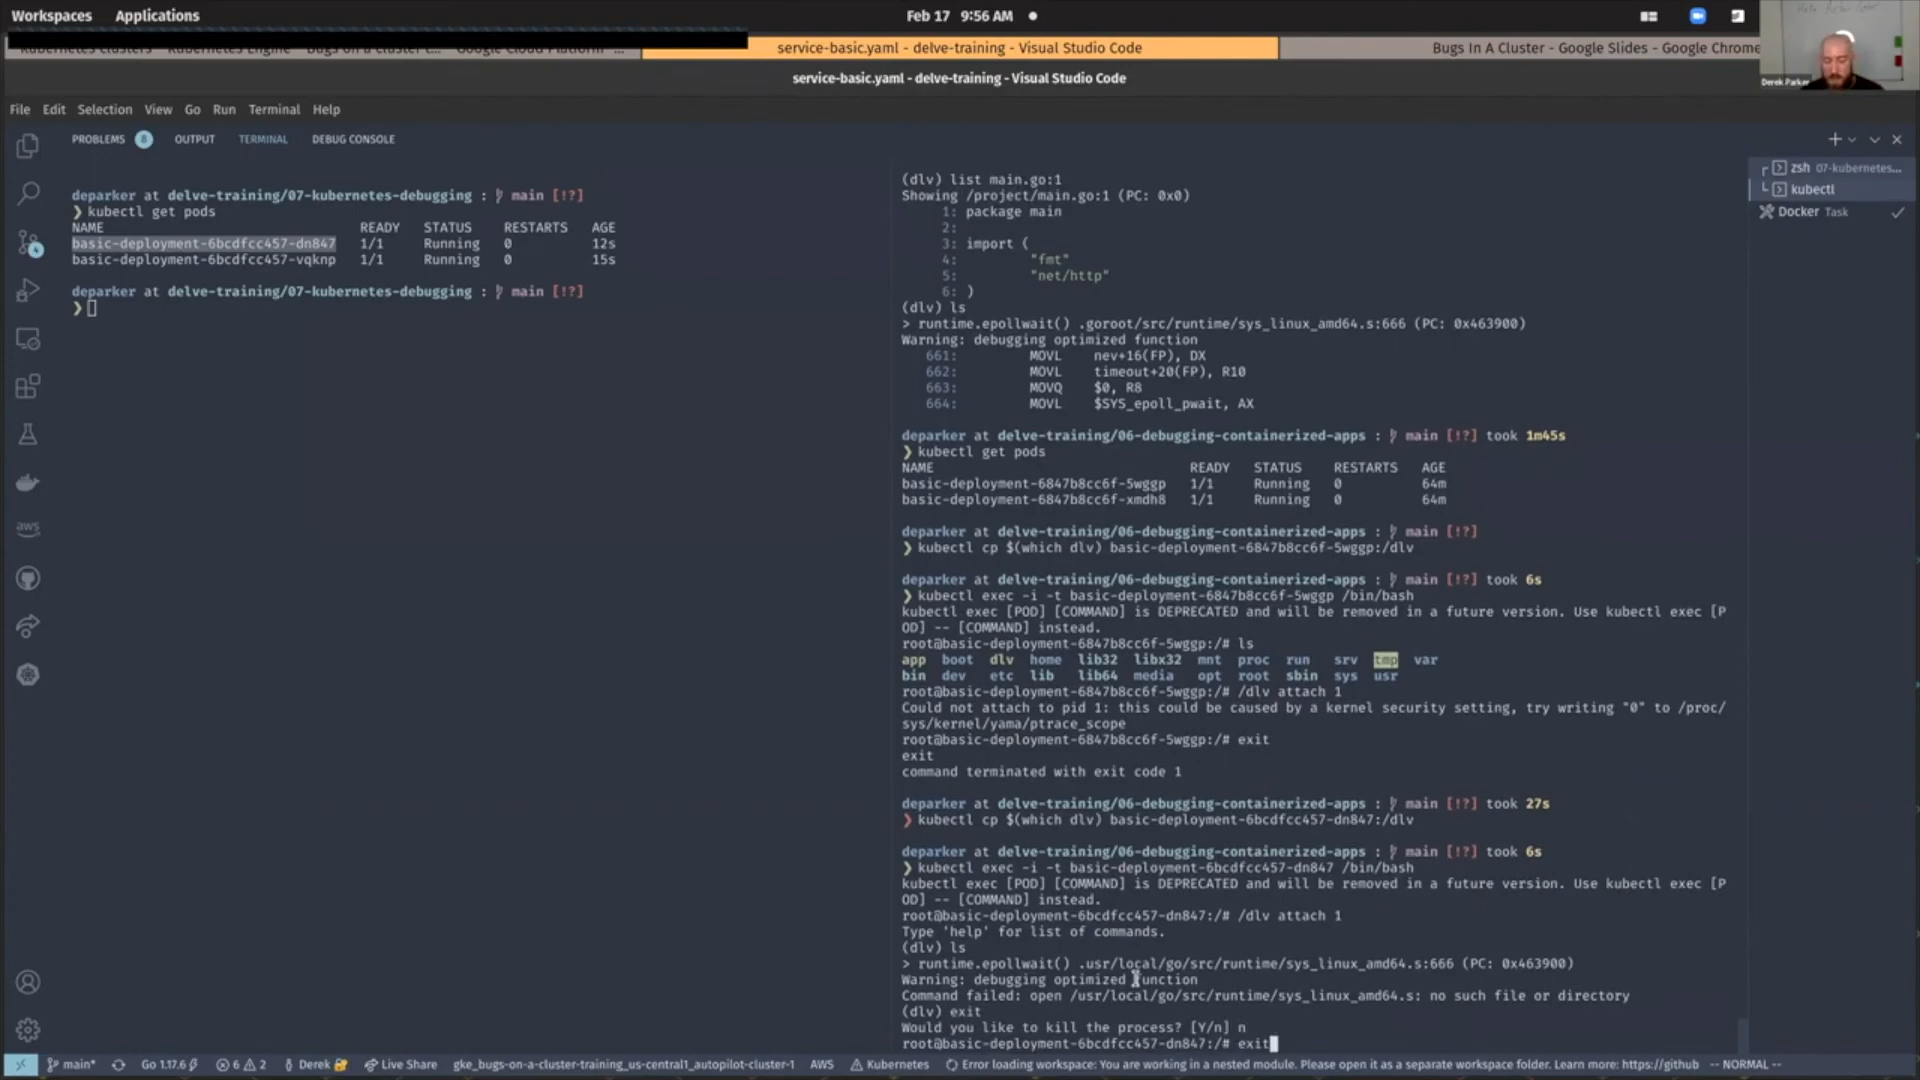 Workspaces Applications
Feb 17 9:56 AM
service-basic.yaml - delve-training - Visual Studio Code
Bugs In A Cluster - Google Slides - Google Chrome
service-basic.yaml - delve-training - Visual Studio Code
Derek Parker
File Edit Selection View Go Run Terminal Help
PROBLEMS 8 OUTPUT TERMINAL DEBUG CONSOLE
deparker at delve-training/07-kubernetes-debugging : main [!?]
❯ kubectl get pods
NAME READY STATUS RESTARTS AGE
basic-deployment-6bcdfcc457-dn847 1/1 Running 0 12s
basic-deployment-6bcdfcc457-vqknp 1/1 Running 0 15s
deparker at delve-training/07-kubernetes-debugging : main [!?]
❯
(dlv) list main.go:1
Showing /project/main.go:1 (PC: 0x0)
1: package main
2:
3: import (
4: "fmt"
5: "net/http"
6: )
(dlv) ls
> runtime.epollwait() .goroot/src/runtime/sys_linux_amd64.s:666 (PC: 0x463900)
Warning: debugging optimized function
661: MOVL nev+16(FP), DX
662: MOVL timeout+20(FP), R10
663: MOVQ $0, R8
664: MOVL $SYS_epoll_pwait, AX
deparker at delve-training/06-debugging-containerized-apps : main [!?] took 1m45s
❯ kubectl get pods
NAME READY STATUS RESTARTS AGE
basic-deployment-6847b8cc6f-5wggp 1/1 Running 0 64m
basic-deployment-6847b8cc6f-xmdh8 1/1 Running 0 64m
deparker at delve-training/06-debugging-containerized-apps : main [!?]
❯ kubectl cp $(which dlv) basic-deployment-6847b8cc6f-5wggp:/dlv
deparker at delve-training/06-debugging-containerized-apps : main [!?] took 6s
❯ kubectl exec -i -t basic-deployment-6847b8cc6f-5wggp /bin/bash
kubectl exec [POD] [COMMAND] is DEPRECATED and will be removed in a future version. Use kubectl exec [P
OD] -- [COMMAND] instead.
root@basic-deployment-6847b8cc6f-5wggp:/# ls
app boot dlv home lib32 libx32 mnt proc run srv tmp var
bin dev etc lib lib64 media opt root sbin sys usr
root@basic-deployment-6847b8cc6f-5wggp:/# /dlv attach 1
Could not attach to pid 1: this could be caused by a kernel security setting, try writing "0" to /proc/
sys/kernel/yama/ptrace_scope
root@basic-deployment-6847b8cc6f-5wggp:/# exit
exit
command terminated with exit code 1
deparker at delve-training/06-debugging-containerized-apps : main [!?] took 27s
❯ kubectl cp $(which dlv) basic-deployment-6bcdfcc457-dn847:/dlv
deparker at delve-training/06-debugging-containerized-apps : main [!?] took 6s
❯ kubectl exec -i -t basic-deployment-6bcdfcc457-dn847 /bin/bash
kubectl exec [POD] [COMMAND] is DEPRECATED and will be removed in a future version. Use kubectl exec [P
OD] -- [COMMAND] instead.
root@basic-deployment-6bcdfcc457-dn847:/# /dlv attach 1
Type 'help' for list of commands.
(dlv) ls
> runtime.epollwait() .usr/local/go/src/runtime/sys_linux_amd64.s:666 (PC: 0x463900)
Warning: debugging optimized function
Command failed: open /usr/local/go/src/runtime/sys_linux_amd64.s: no such file or directory
(dlv) exit
Would you like to kill the process? [Y/n] n
root@basic-deployment-6bcdfcc457-dn847:/# exit
zsh 07-kubernetes...
kubectl
Docker Task
aws
main* Go 1.17.6 6 2 Derek Live Share gke_bugs-on-a-cluster-training_us-central1_autopilot-cluster-1 AWS Kubernetes Error loading workspace: You are working in a nested module. Please open it as a separate workspace folder. Learn more: https://github -- NORMAL --